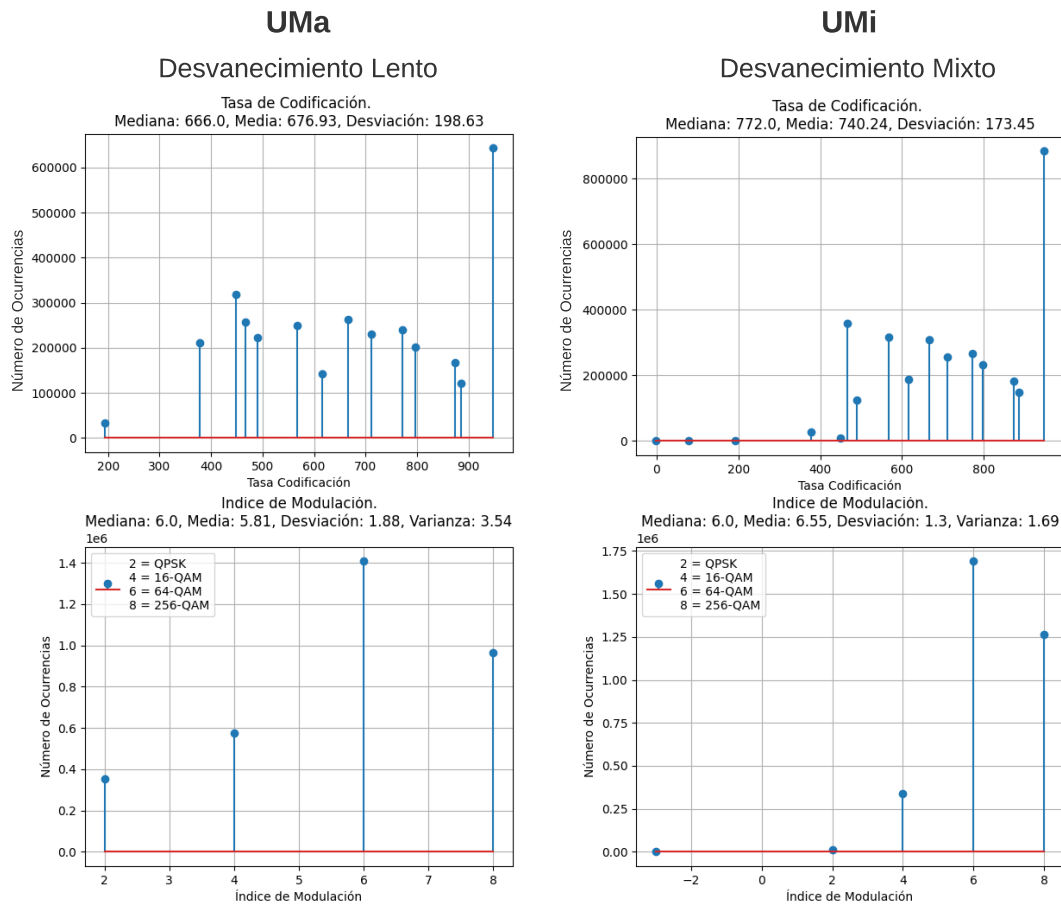 UMa
Desvanecimiento Lento
Tasa de Codificación.
Mediana: 666.0, Media: 676.93, Desviación: 198.63
Número de Ocurrencias
600000
500000
400000
300000
200000
100000
0
200 300 400 500 600 700 800 900
Tasa Codificación
Indice de Modulación.
Mediana: 6.0, Media: 5.81, Desviación: 1.88, Varianza: 3.54
1e6
2 = QPSK
4 = 16-QAM
6 = 64-QAM
8 = 256-QAM
Número de Ocurrencias
1.4
1.2
1.0
0.8
0.6
0.4
0.2
0.0
2 3 4 5 6 7 8
Índice de Modulación
UMi
Desvanecimiento Mixto
Tasa de Codificación.
Mediana: 772.0, Media: 740.24, Desviación: 173.45
Número de Ocurrencias
800000
600000
400000
200000
0
0 200 400 600 800
Tasa Codificación
Indice de Modulación.
Mediana: 6.0, Media: 6.55, Desviación: 1.3, Varianza: 1.69
1e6
2 = QPSK
4 = 16-QAM
6 = 64-QAM
8 = 256-QAM
Número de Ocurrencias
1.75
1.50
1.25
1.00
0.75
0.50
0.25
0.00
−2 0 2 4 6 8
Índice de Modulación